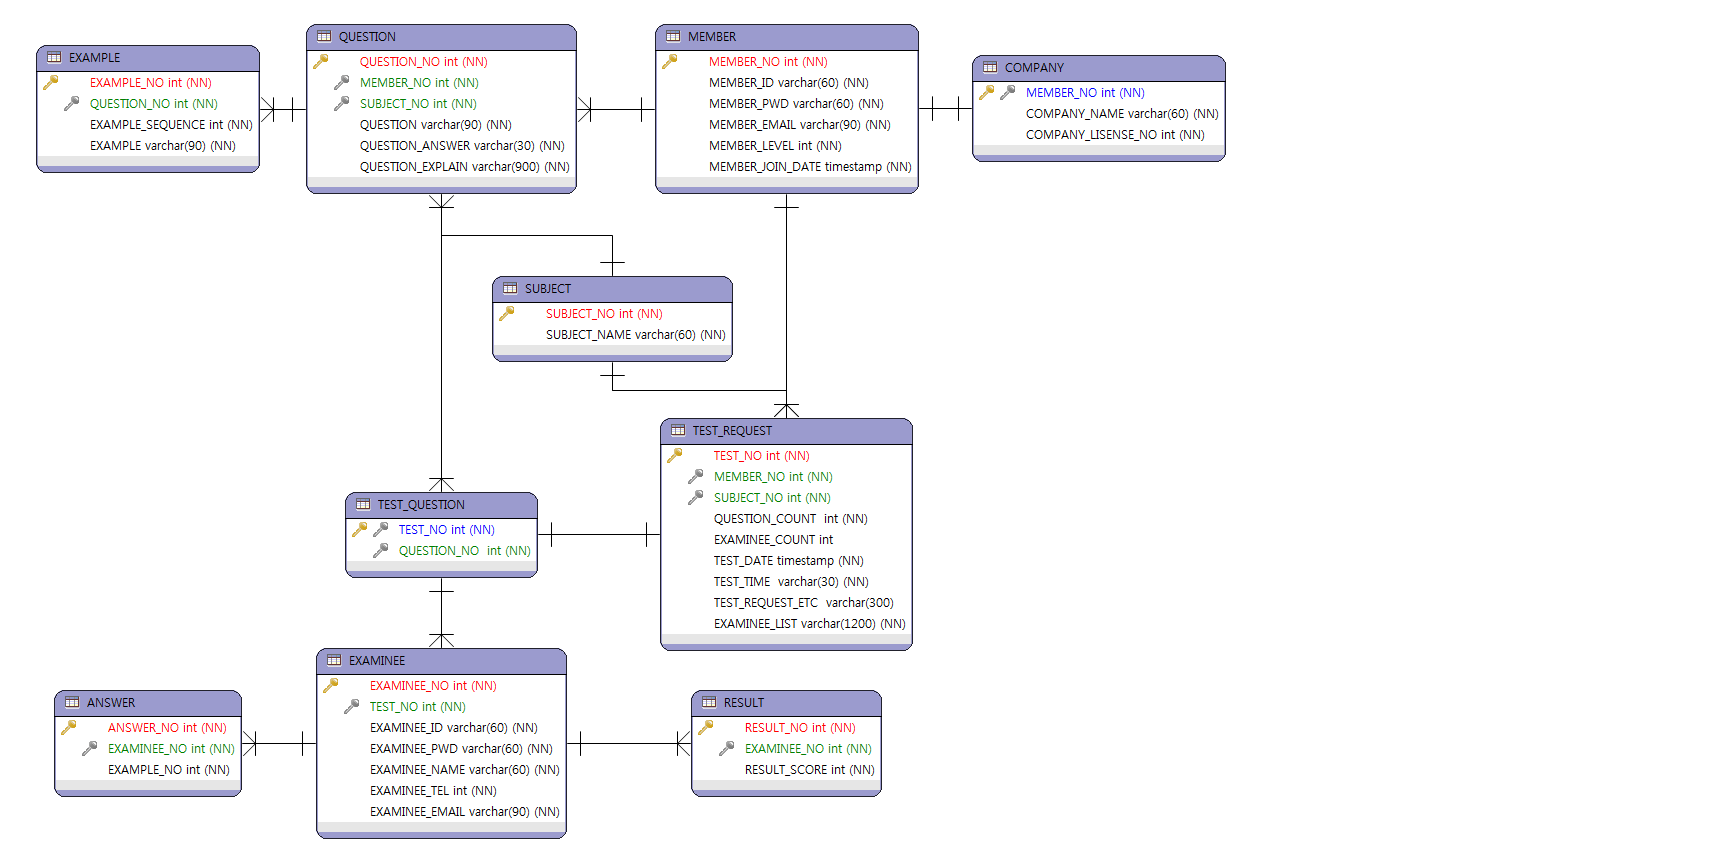 EXAMPLE
EXAMPLE_NO int (NN)
QUESTION_NO int (NN)
EXAMPLE_SEQUENCE int (NN)
EXAMPLE varchar(90) (NN)
QUESTION
QUESTION_NO int (NN)
MEMBER_NO int (NN)
SUBJECT_NO int (NN)
QUESTION varchar(90) (NN)
QUESTION_ANSWER varchar(30) (NN)
QUESTION_EXPLAIN varchar(900) (NN)
MEMBER
MEMBER_NO int (NN)
MEMBER_ID varchar(60) (NN)
MEMBER_PWD varchar(60) (NN)
MEMBER_EMAIL varchar(90) (NN)
MEMBER_LEVEL int (NN)
MEMBER_JOIN_DATE timestamp (NN)
COMPANY
MEMBER_NO int (NN)
COMPANY_NAME varchar(60) (NN)
COMPANY_LISENSE_NO int (NN)
SUBJECT
SUBJECT_NO int (NN)
SUBJECT_NAME varchar(60) (NN)
TEST_REQUEST
TEST_NO int (NN)
MEMBER_NO int (NN)
SUBJECT_NO int (NN)
QUESTION_COUNT int (NN)
EXAMINEE_COUNT int
TEST_DATE timestamp (NN)
TEST_TIME varchar(30) (NN)
TEST_REQUEST_ETC varchar(300)
EXAMINEE_LIST varchar(1200) (NN)
TEST_QUESTION
TEST_NO int (NN)
QUESTION_NO int (NN)
EXAMINEE
EXAMINEE_NO int (NN)
TEST_NO int (NN)
EXAMINEE_ID varchar(60) (NN)
EXAMINEE_PWD varchar(60) (NN)
EXAMINEE_NAME varchar(60) (NN)
EXAMINEE_TEL int (NN)
EXAMINEE_EMAIL varchar(90) (NN)
ANSWER
ANSWER_NO int (NN)
EXAMINEE_NO int (NN)
EXAMPLE_NO int (NN)
RESULT
RESULT_NO int (NN)
EXAMINEE_NO int (NN)
RESULT_SCORE int (NN)